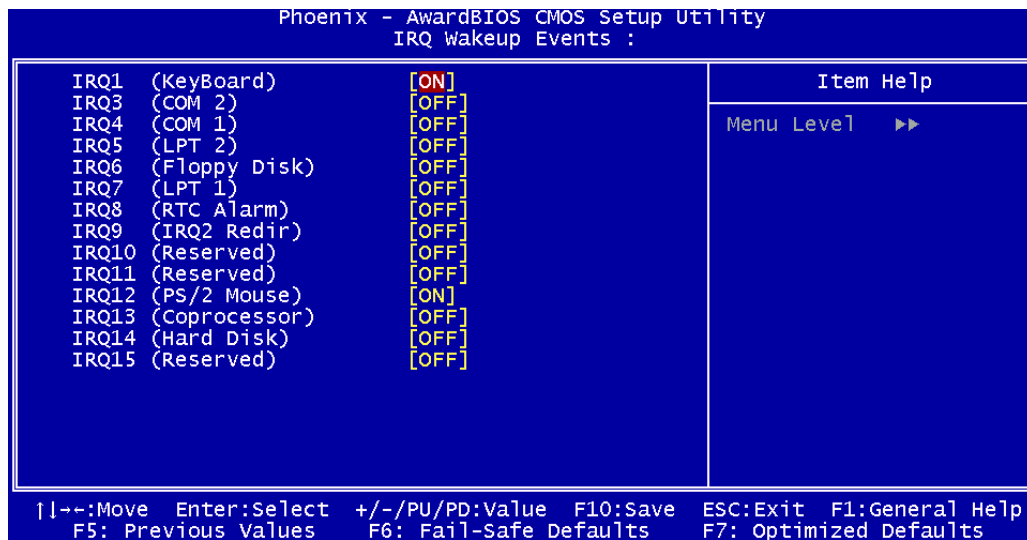 Phoenix - AwardBIOS CMOS Setup Utility
IRQ Wakeup Events :
IRQ1 (KeyBoard) [ON]
IRQ3 (COM 2) [OFF]
IRQ4 (COM 1) [OFF]
IRQ5 (LPT 2) [OFF]
IRQ6 (Floppy Disk) [OFF]
IRQ7 (LPT 1) [OFF]
IRQ8 (RTC Alarm) [OFF]
IRQ9 (IRQ2 Redir) [OFF]
IRQ10 (Reserved) [OFF]
IRQ11 (Reserved) [OFF]
IRQ12 (PS/2 Mouse) [ON]
IRQ13 (Coprocessor) [OFF]
IRQ14 (Hard Disk) [OFF]
IRQ15 (Reserved) [OFF]
Item Help
Menu Level ▶▶
↑↓→←:Move Enter:Select +/-/PU/PD:Value F10:Save ESC:Exit F1:General Help
F5: Previous Values F6: Fail-Safe Defaults F7: Optimized Defaults